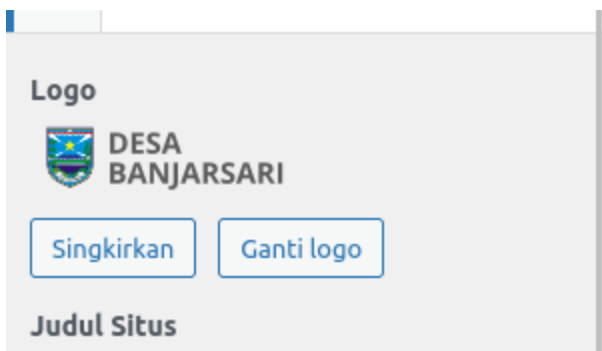 Logo
DESA
BANJARSARI
Singkirkan
Ganti logo
Judul Situs